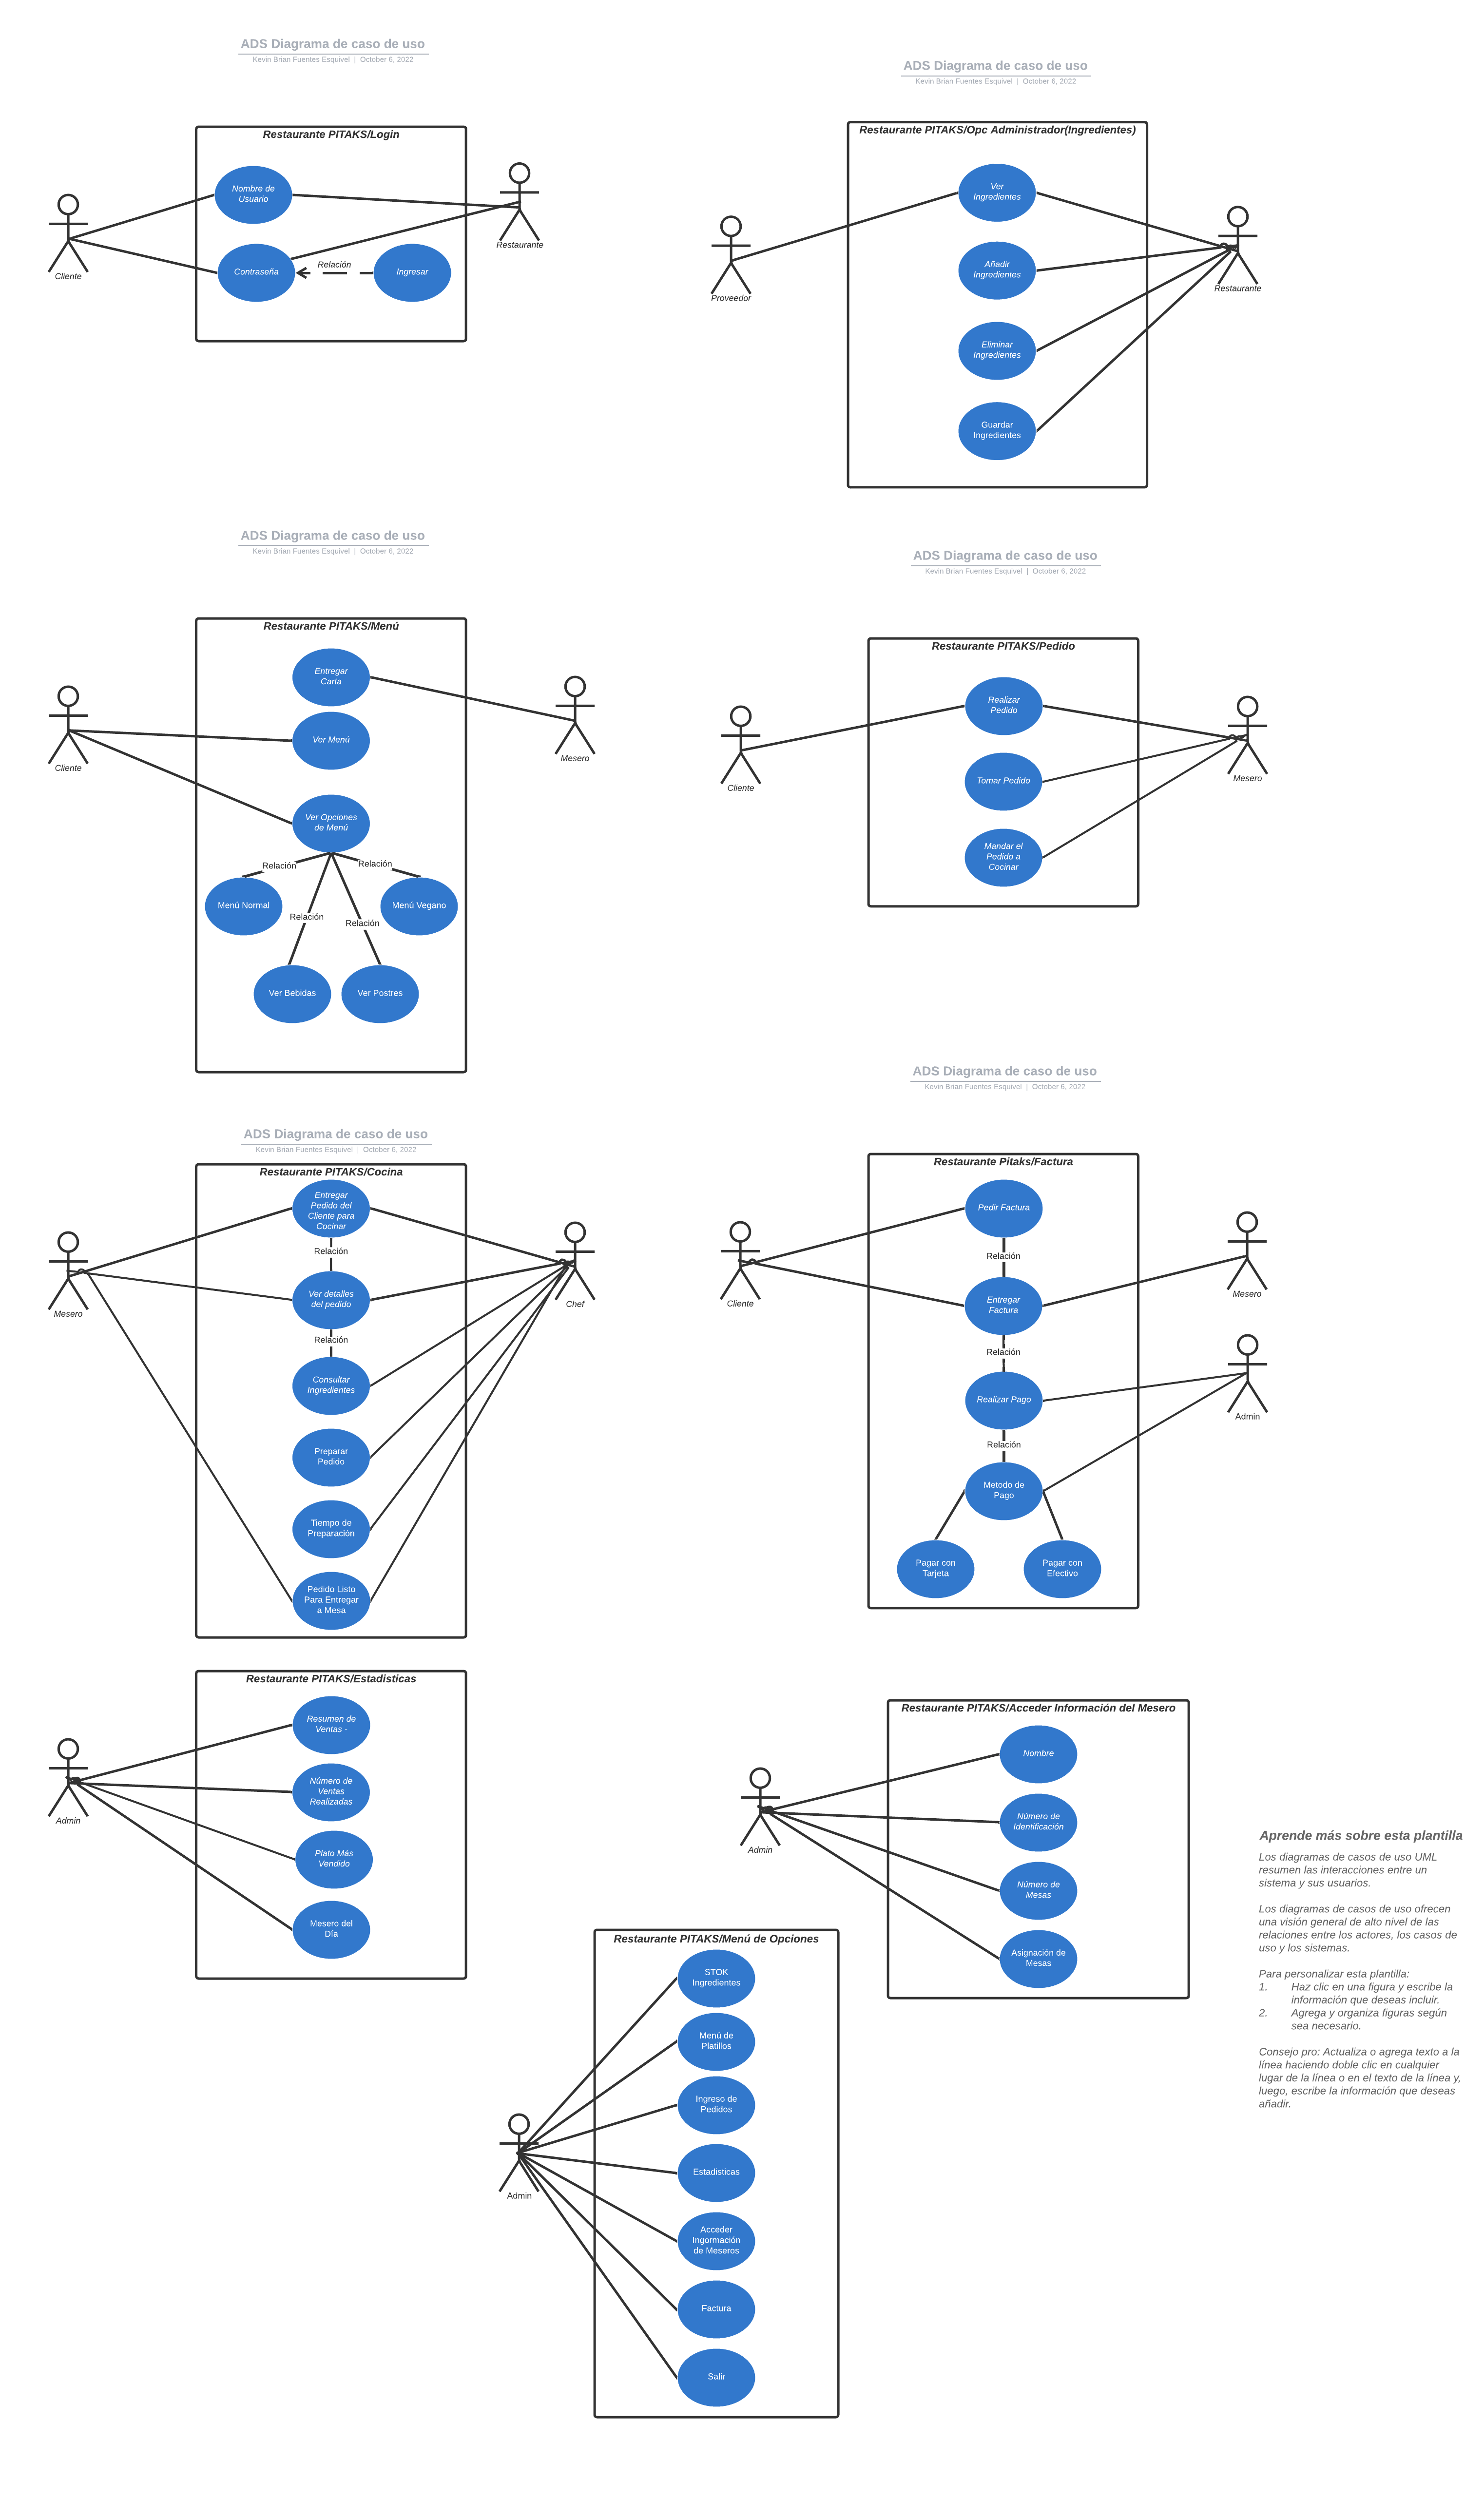 ADS Diagrama de caso de uso
Kevin Brian Fuentes Esquivel | October 6, 2022
Restaurante PITAKS/Login
Nombre de
Usuario
Contraseña
Relación
Ingresar
Cliente
Restaurante
ADS Diagrama de caso de uso
Kevin Brian Fuentes Esquivel | October 6, 2022
Restaurante PITAKS/Opc Administrador(Ingredientes)
Ver
Ingredientes
Añadir
Ingredientes
Eliminar
Ingredientes
Guardar
Ingredientes
Proveedor
Restaurante
ADS Diagrama de caso de uso
Kevin Brian Fuentes Esquivel | October 6, 2022
Restaurante PITAKS/Menú
Entregar
Carta
Ver Menú
Ver Opciones
de Menú
Relación
Relación
Menú Normal
Menú Vegano
Relación
Relación
Ver Bebidas
Ver Postres
Cliente
Mesero
ADS Diagrama de caso de uso
Kevin Brian Fuentes Esquivel | October 6, 2022
Restaurante PITAKS/Pedido
Realizar
Pedido
Tomar Pedido
Mandar el
Pedido a
Cocinar
Cliente
Mesero
ADS Diagrama de caso de uso
Kevin Brian Fuentes Esquivel | October 6, 2022
Restaurante PITAKS/Cocina
Entregar
Pedido del
Cliente para
Cocinar
Relación
Ver detalles
del pedido
Relación
Consultar
Ingredientes
Preparar
Pedido
Tiempo de
Preparación
Pedido Listo
Para Entregar
a Mesa
Mesero
Chef
ADS Diagrama de caso de uso
Kevin Brian Fuentes Esquivel | October 6, 2022
Restaurante Pitaks/Factura
Pedir Factura
Relación
Entregar
Factura
Relación
Realizar Pago
Relación
Metodo de
Pago
Pagar con
Tarjeta
Pagar con
Efectivo
Cliente
Mesero
Admin
Restaurante PITAKS/Estadisticas
Resumen de
Ventas -
Número de
Ventas
Realizadas
Plato Más
Vendido
Mesero del
Día
Admin
Restaurante PITAKS/Acceder Información del Mesero
Nombre
Número de
Identificación
Número de
Mesas
Asignación de
Mesas
Admin
Aprende más sobre esta plantilla
Los diagramas de casos de uso UML
resumen las interacciones entre un
sistema y sus usuarios.
Los diagramas de casos de uso ofrecen
una visión general de alto nivel de las
relaciones entre los actores, los casos de
uso y los sistemas.
Para personalizar esta plantilla:
1. Haz clic en una figura y escribe la
información que deseas incluir.
2. Agrega y organiza figuras según
sea necesario.
Consejo pro: Actualiza o agrega texto a la
línea haciendo doble clic en cualquier
lugar de la línea o en el texto de la línea y,
luego, escribe la información que deseas
añadir.
Restaurante PITAKS/Menú de Opciones
STOK
Ingredientes
Menú de
Platillos
Ingreso de
Pedidos
Estadisticas
Acceder
Ingormación
de Meseros
Factura
Salir
Admin